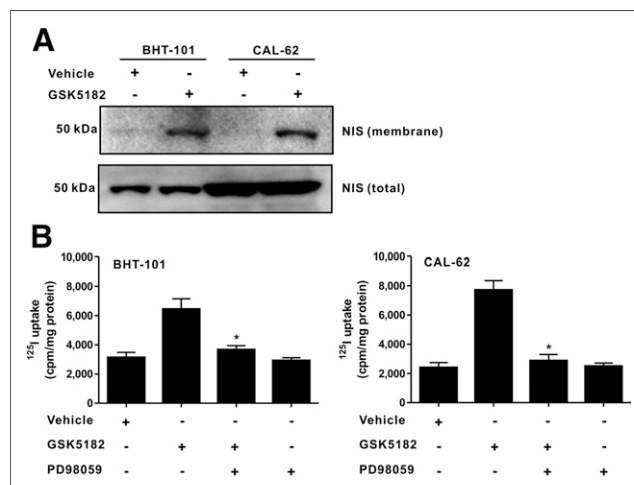 A
BHT-101 CAL-62
Vehicle + - + -
GSK5182 - + - +
50 kDa NIS (membrane)
50 kDa NIS (total)
B
BHT-101
10,000
8,000
6,000
4,000
2,000
0
125I uptake
(cpm/mg protein)
*
Vehicle + - - -
GSK5182 - + + -
PD98059 - - + +
CAL-62
10,000
8,000
6,000
4,000
2,000
0
125I uptake
(cpm/mg protein)
*
Vehicle + - - -
GSK5182 - + + -
PD98059 - - + +